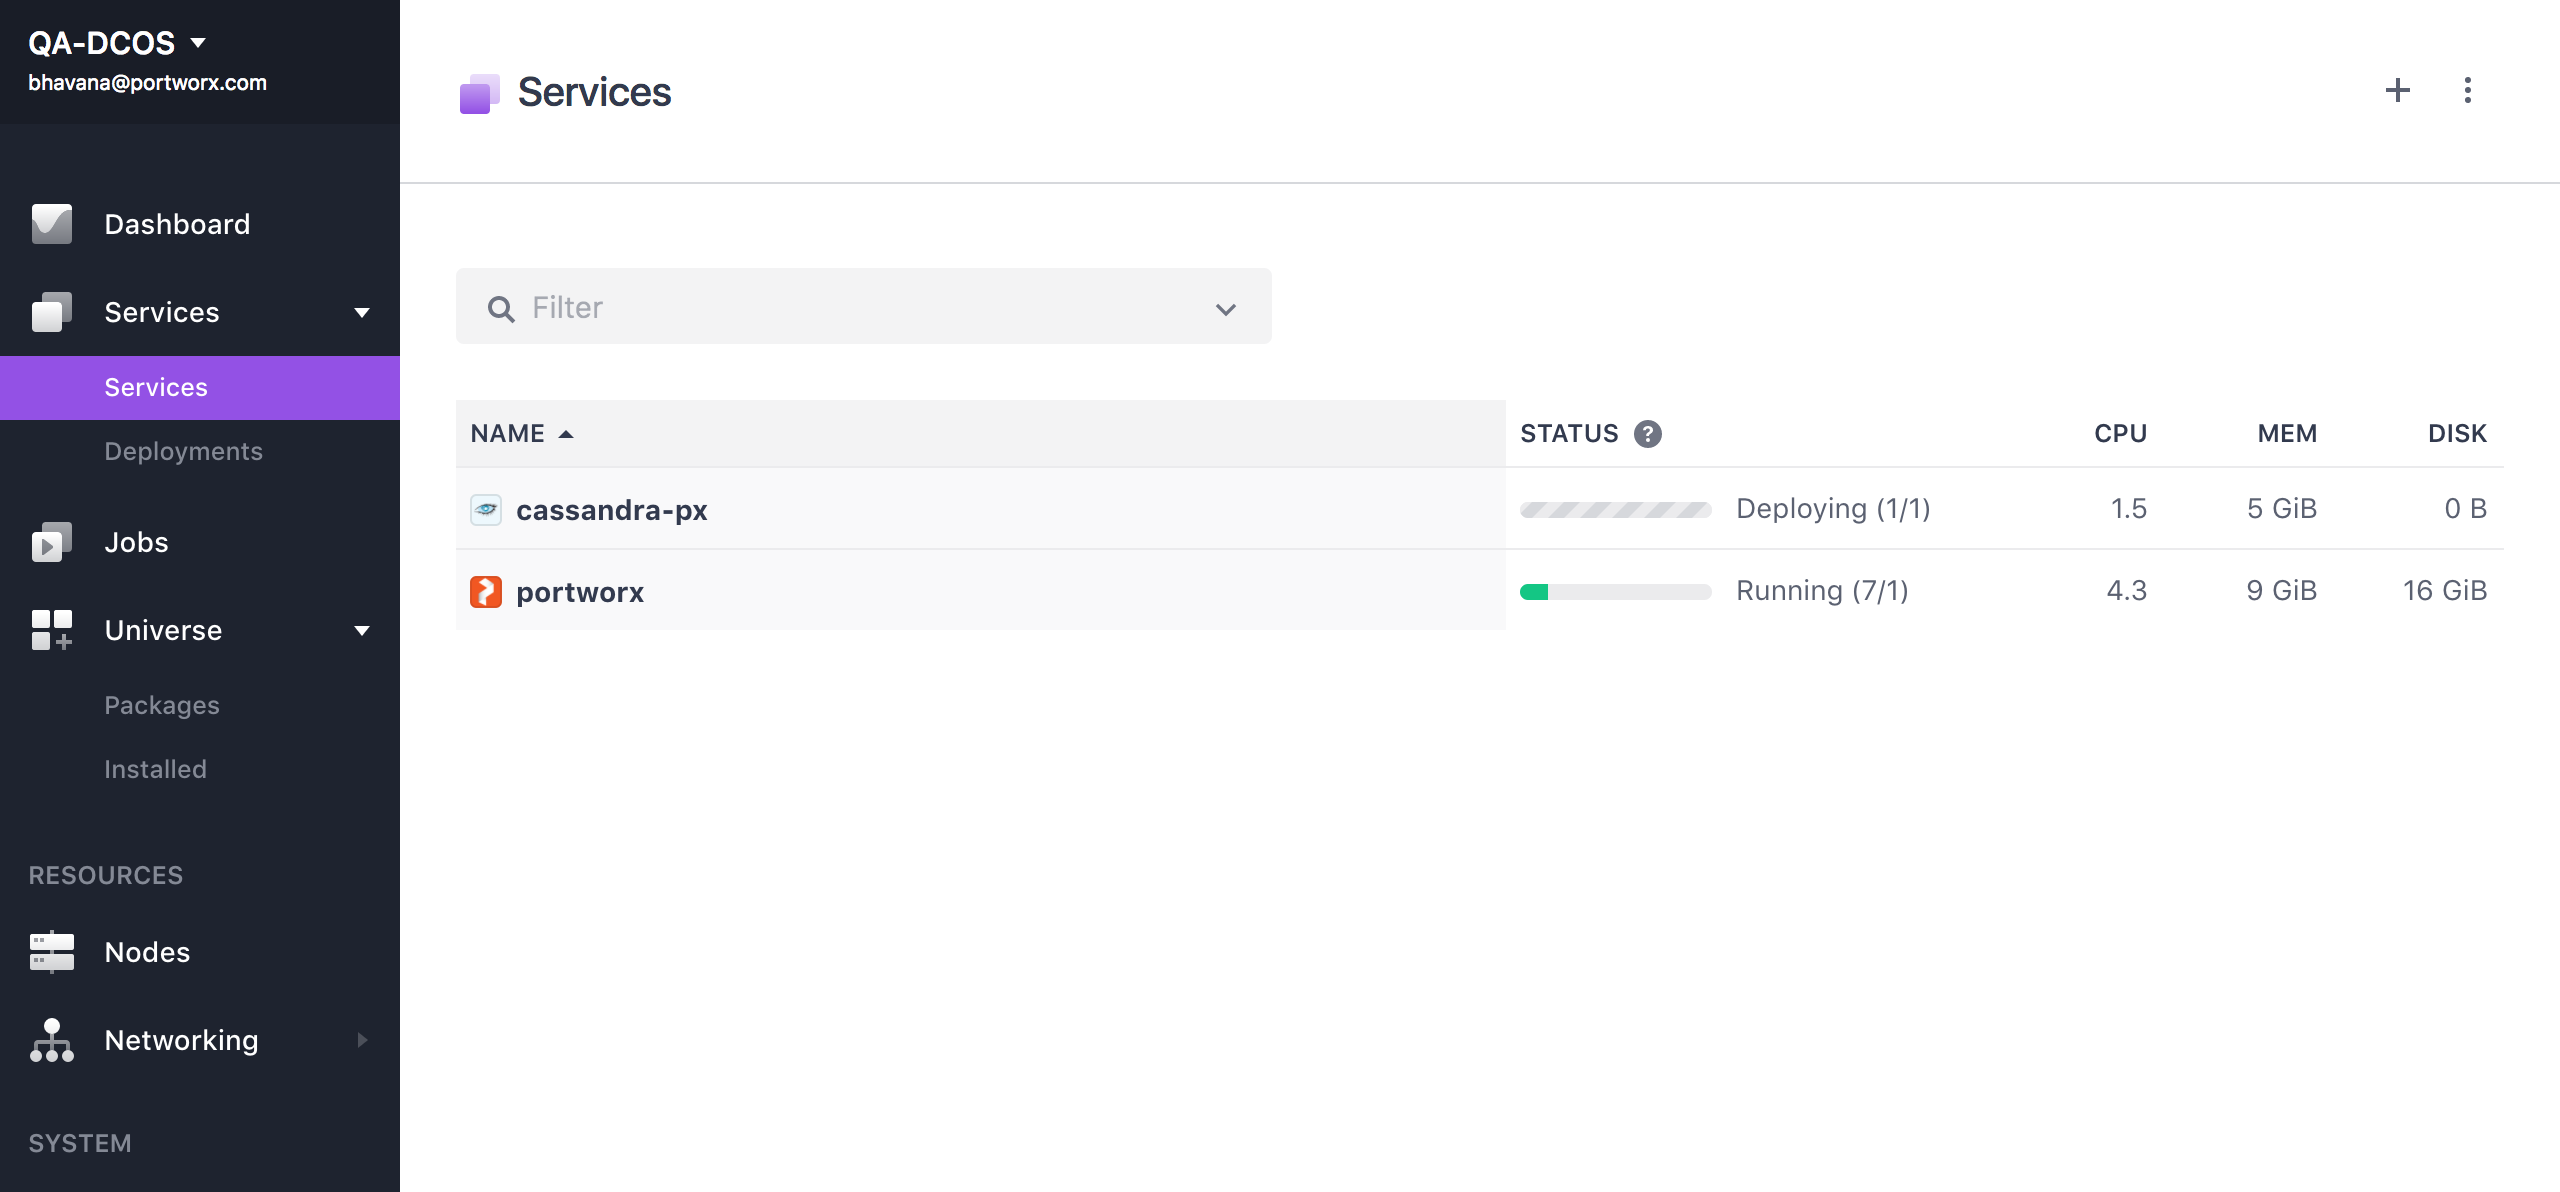 QA-DCOS
bhavana@portworx.com
Dashboard
Services
Services
Deployments
Jobs
Universe
Packages
Installed
RESOURCES
Nodes
Networking
SYSTEM
Services
Filter
NAME STATUS ? CPU MEM DISK
cassandra-px Deploying (1/1) 1.5 5 GiB 0 B
portworx Running (7/1) 4.3 9 GiB 16 GiB